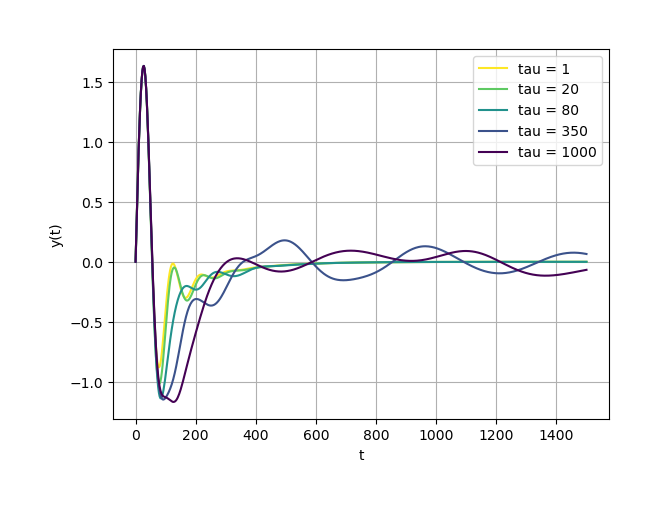 1.5
1.0
0.5
0.0
−0.5
−1.0
y(t)
tau = 1
tau = 20
tau = 80
tau = 350
tau = 1000
0 200 400 600 800 1000 1200 1400
t